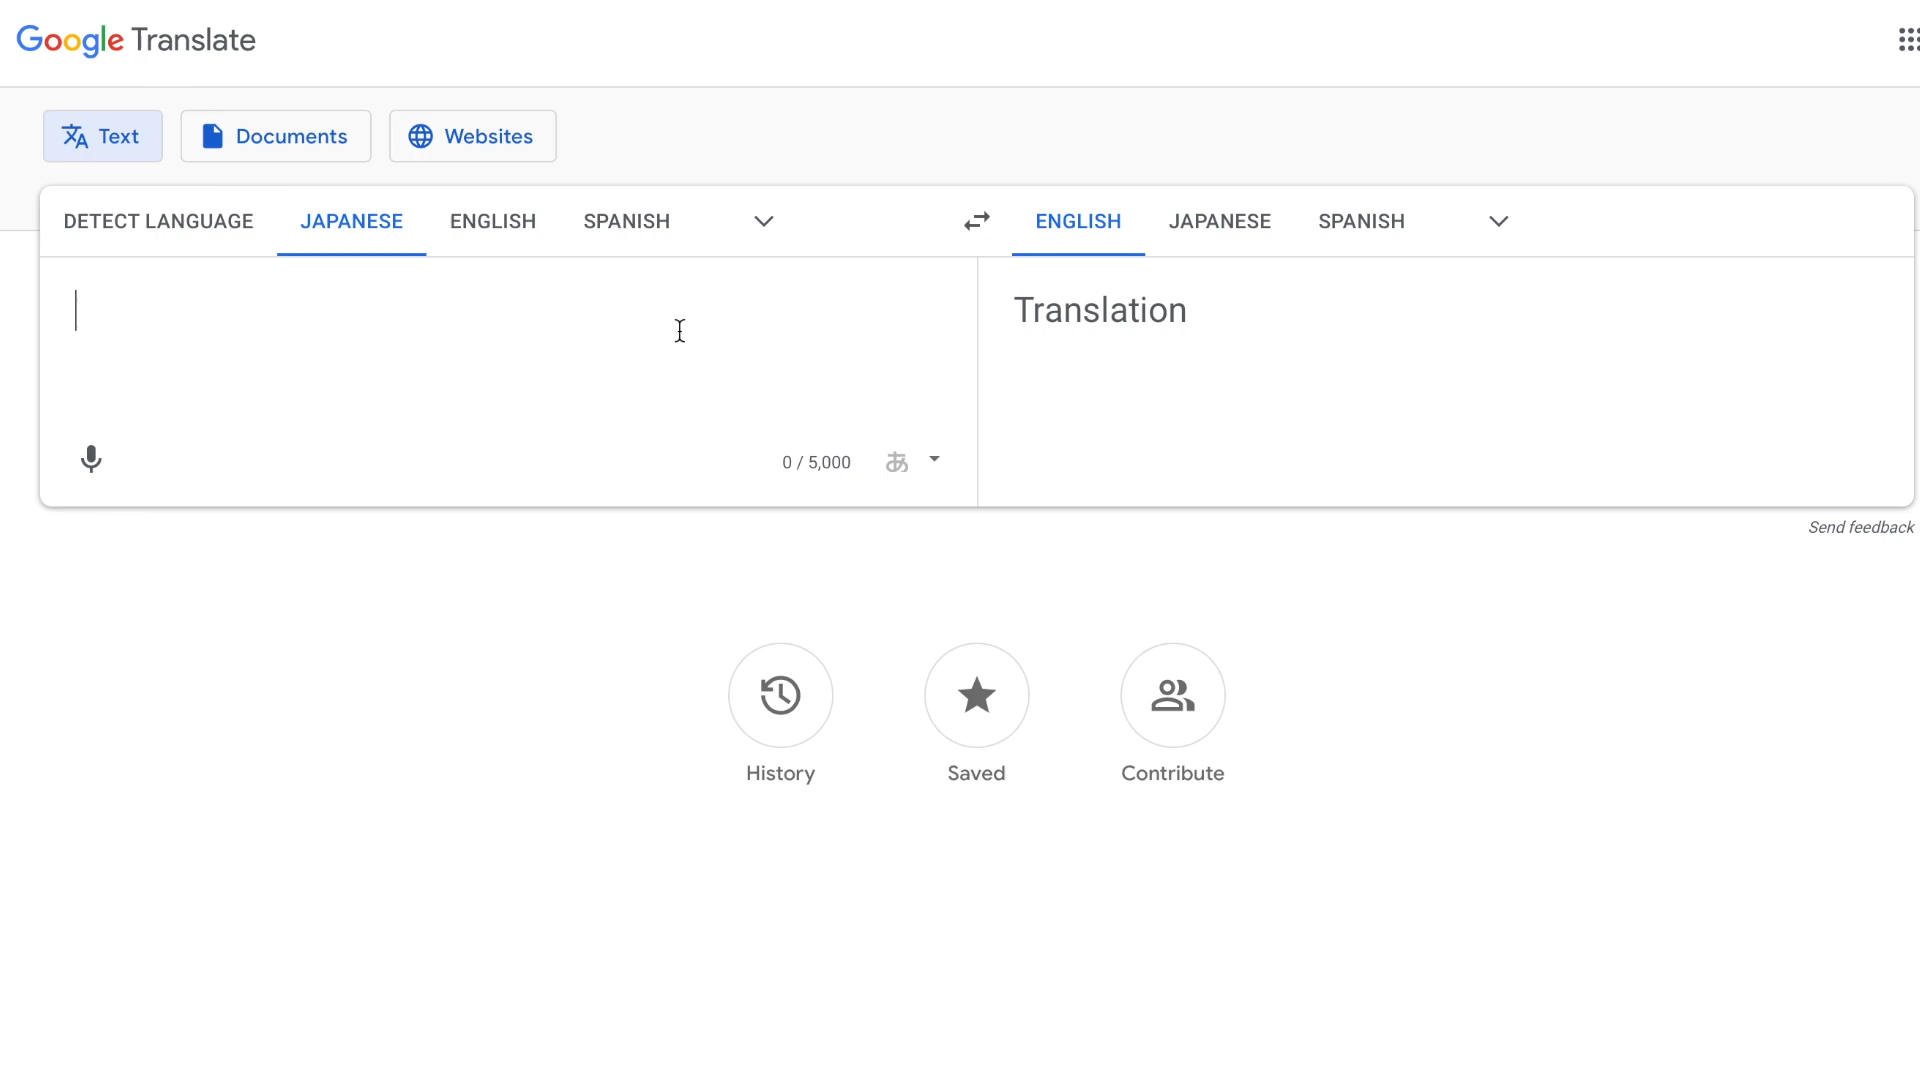 Google Translate
Text Documents Websites
DETECT LANGUAGE JAPANESE ENGLISH SPANISH ENGLISH JAPANESE SPANISH
Translation
0 / 5,000 あ
Send feedback
History Saved Contribute